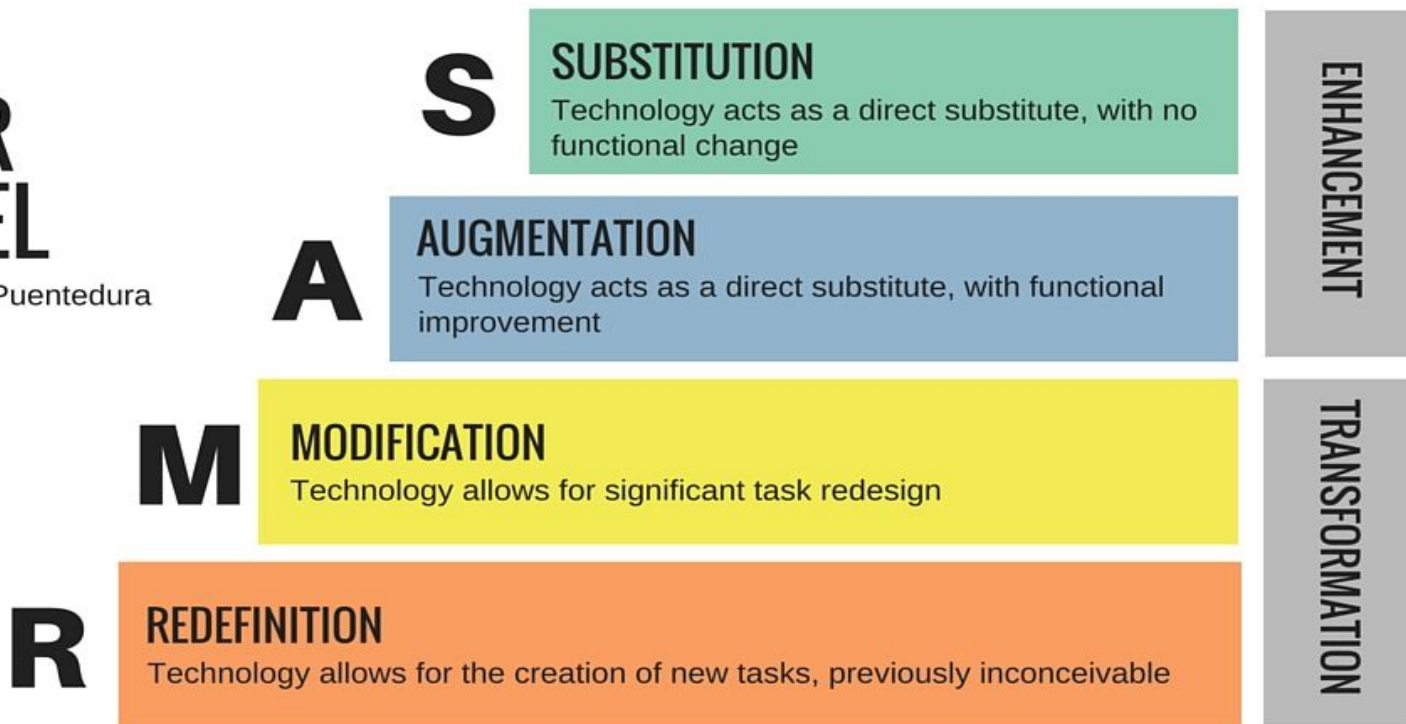 R
EL
Puentedura
S
SUBSTITUTION
Technology acts as a direct substitute, with no
functional change
A
AUGMENTATION
Technology acts as a direct substitute, with functional
improvement
M
MODIFICATION
Technology allows for significant task redesign
R
REDEFINITION
Technology allows for the creation of new tasks, previously inconceivable
ENHANCEMENT
TRANSFORMATION